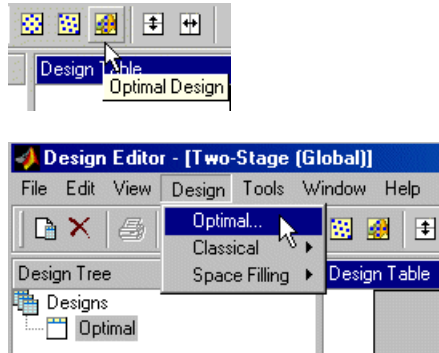 Design Table
Optimal Design
Design Editor - [Two-Stage (Global)]
File Edit View Design Tools Window Help
Optimal...
Classical
Space Filling
Design Tree
Design Table
Designs
Optimal